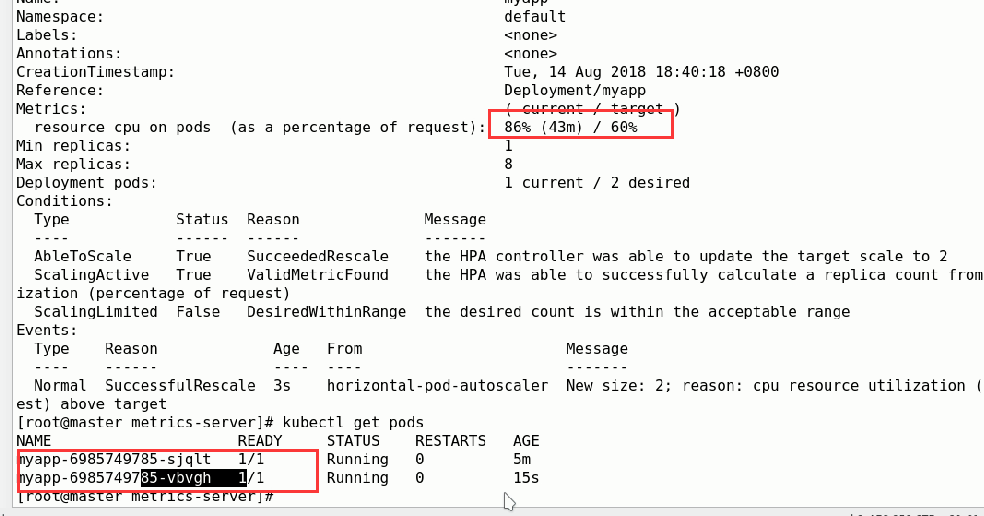 Name: myapp
Namespace: default
Labels: <none>
Annotations: <none>
CreationTimestamp: Tue, 14 Aug 2018 18:40:18 +0800
Reference: Deployment/myapp
Metrics: ( current / target )
resource cpu on pods (as a percentage of request): 86% (43m) / 60%
Min replicas: 1
Max replicas: 8
Deployment pods: 1 current / 2 desired
Conditions:
Type Status Reason Message
---- ------ ------ -------
AbleToScale True SucceededRescale the HPA controller was able to update the target scale to 2
ScalingActive True ValidMetricFound the HPA was able to successfully calculate a replica count from
ization (percentage of request)
ScalingLimited False DesiredWithinRange the desired count is within the acceptable range
Events:
Type Reason Age From Message
---- ------ ---- ---- -------
Normal SuccessfulRescale 3s horizontal-pod-autoscaler New size: 2; reason: cpu resource utilization (
est) above target
[root@master metrics-server]# kubectl get pods
NAME READY STATUS RESTARTS AGE
myapp-6985749785-sjqlt 1/1 Running 0 5m
myapp-6985749785-vbvgh 1/1 Running 0 15s
[root@master metrics-server]#